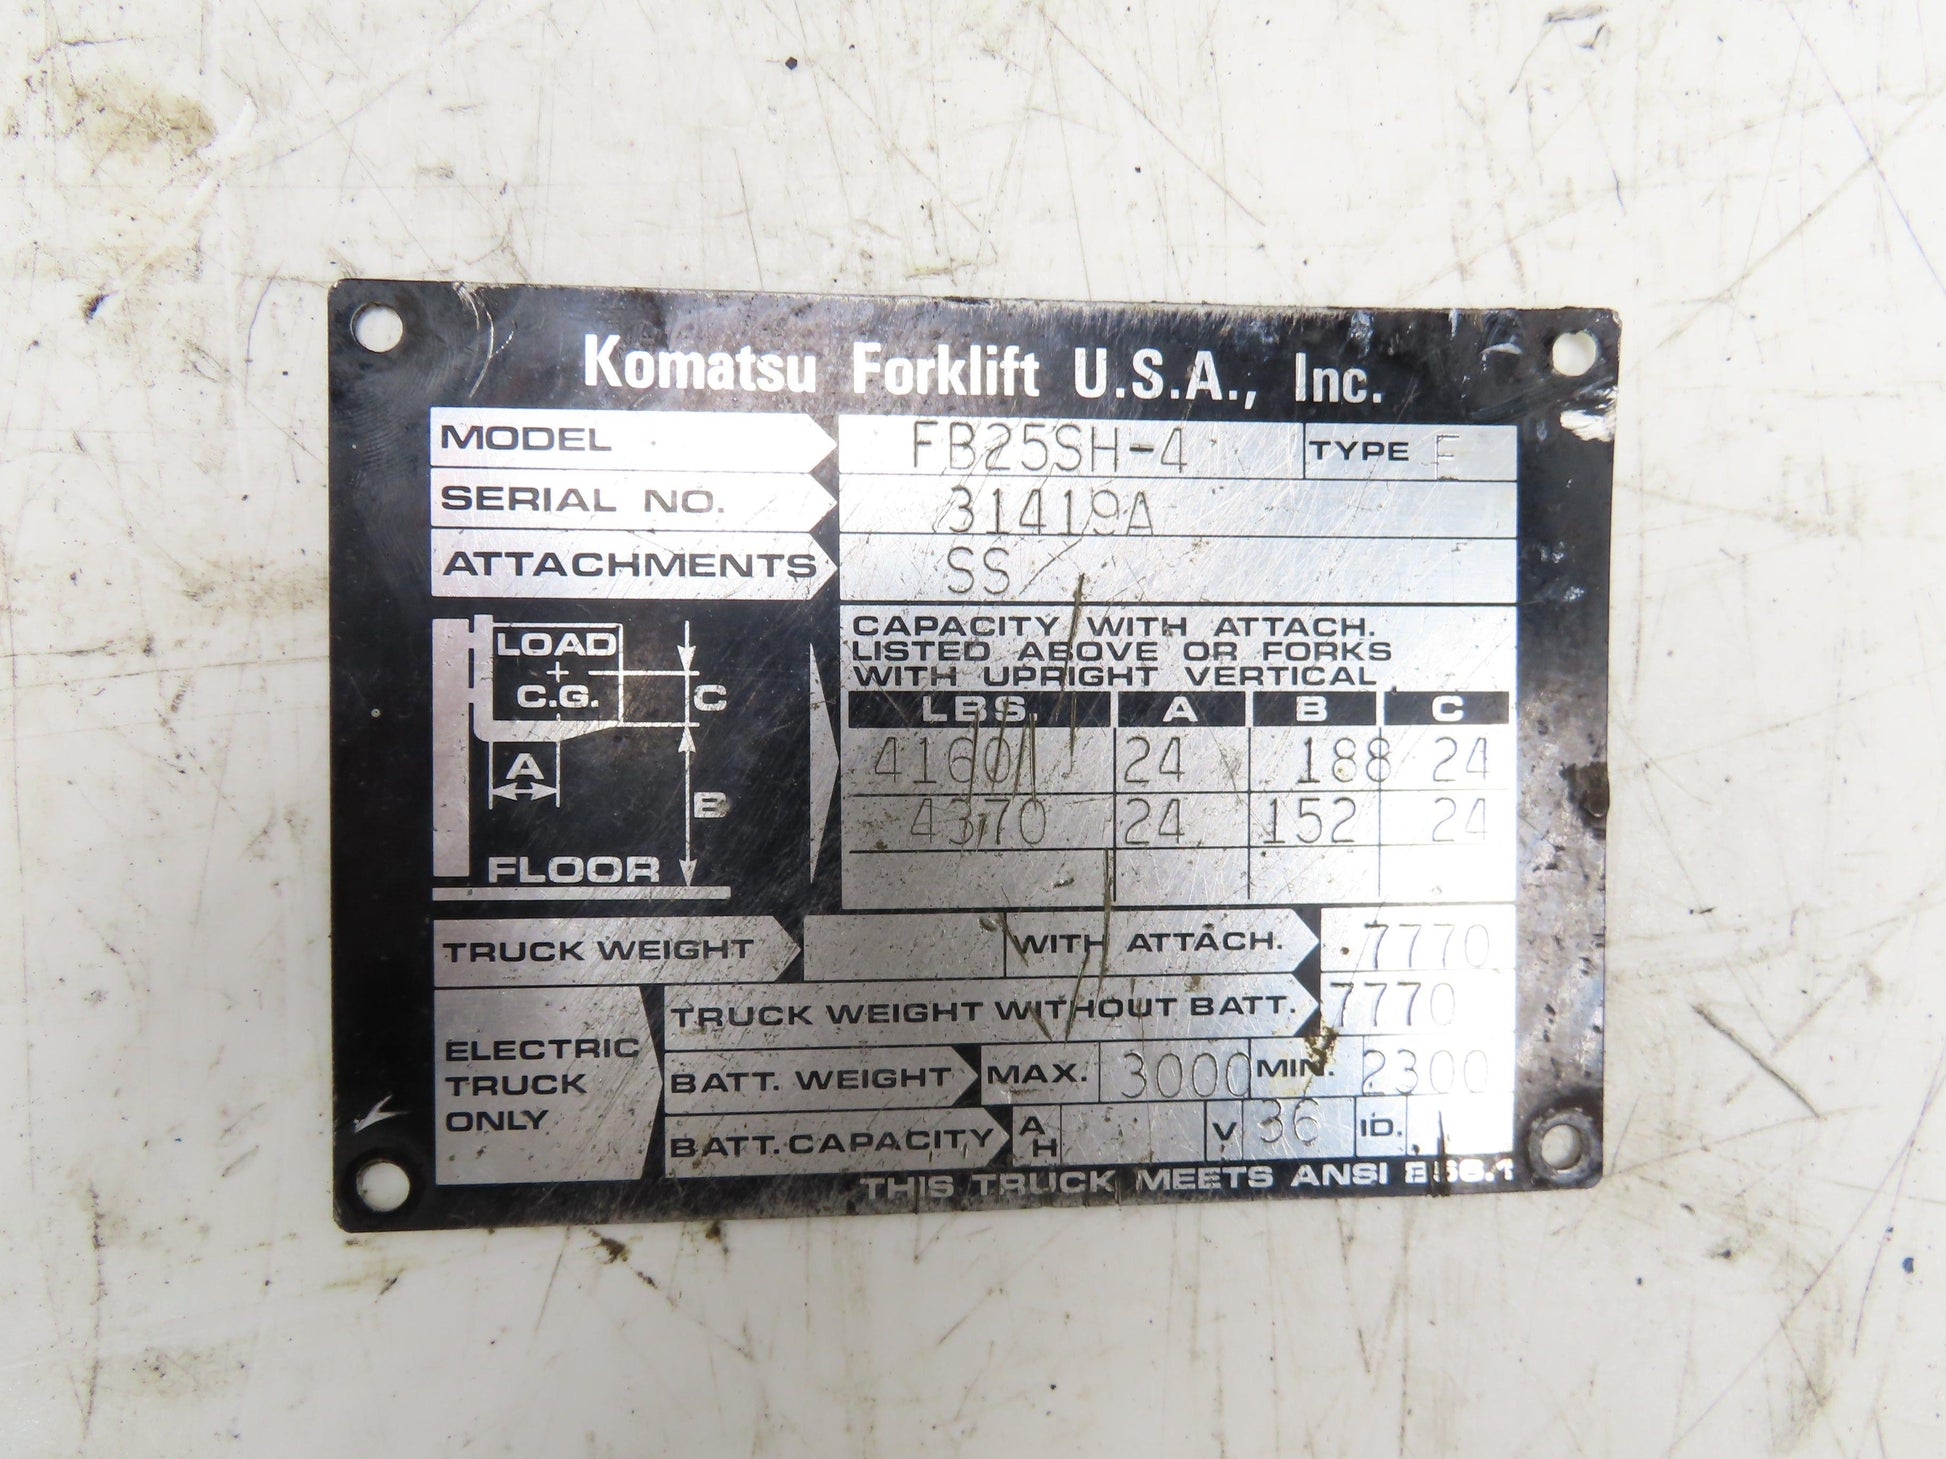 Komatsu Forklift U.S.A., Inc.
MODEL FB25SH-4 TYPE E
SERIAL NO. 31419A
ATTACHMENTS SS
LOAD
C.G.
C
A
B
FLOOR
CAPACITY WITH ATTACH.
LISTED ABOVE OR FORKS
WITH UPRIGHT VERTICAL
LBS. A B C
4160 24 188 24
4370 24 152 24
TRUCK WEIGHT WITH ATTACH. 7770
ELECTRIC
TRUCK
ONLY
TRUCK WEIGHT WITHOUT BATT. 7770
BATT. WEIGHT MAX. 3000 MIN. 2300
BATT. CAPACITY AH V 36 ID.
THIS TRUCK MEETS ANSI B56.1